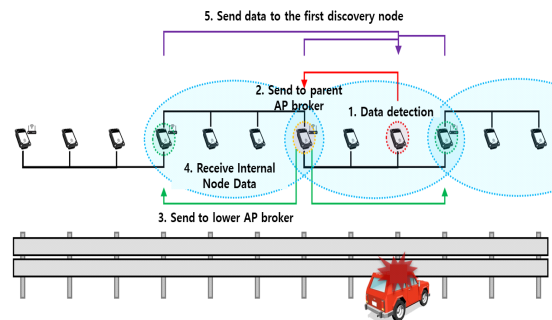 5. Send data to the first discovery node
2. Send to parent
AP broker
1. Data detection
4. Receive Internal
Node Data
3. Send to lower AP broker